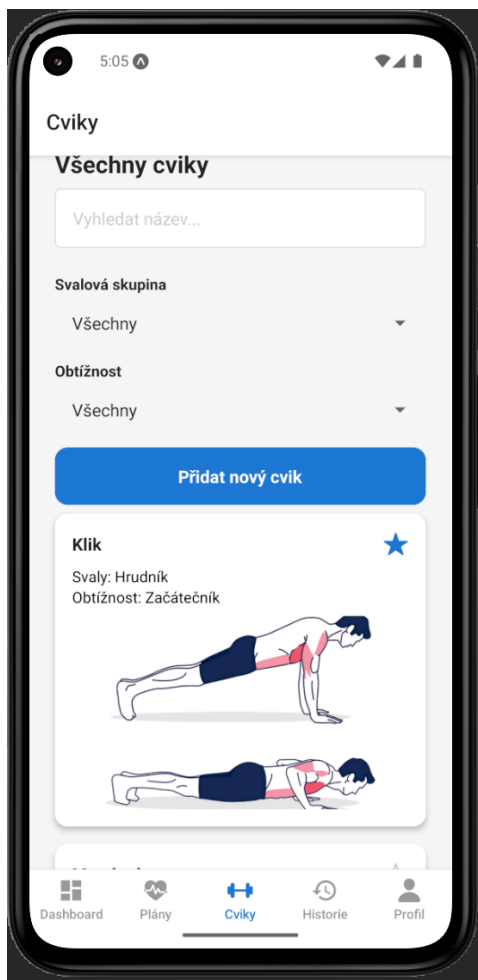 5:05
Cviky
Všechny cviky
Vyhledat název...
Svalová skupina
Všechny
Obtížnost
Všechny
Přidat nový cvik
Klik
Svaly: Hrudník
Obtížnost: Začátečník
Dashboard
Plány
Cviky
Historie
Profil